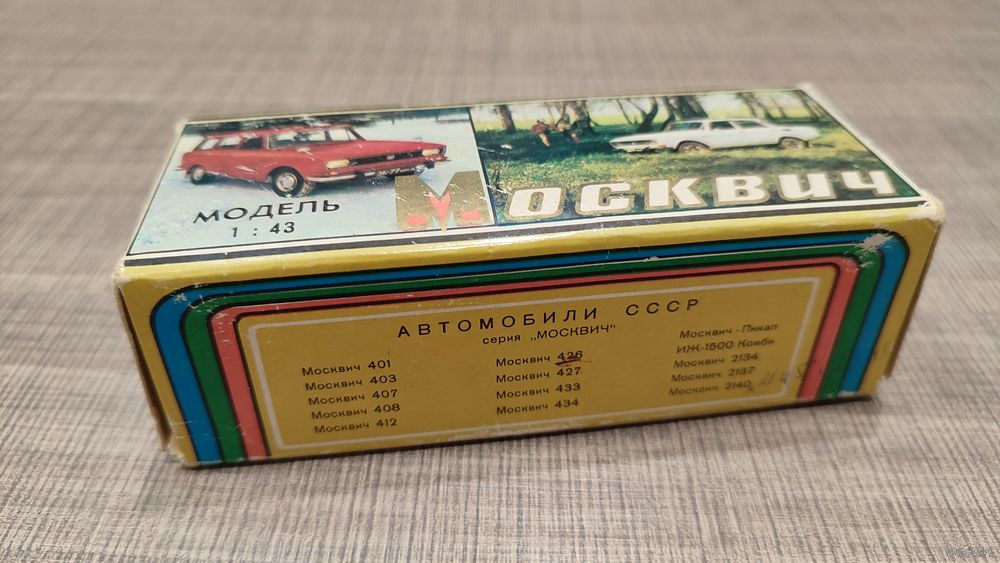 МОДЕЛЬ
1 : 43
МОСКВИЧ
АВТОМОБИЛИ СССР
серия „МОСКВИЧ"
Москвич 401
Москвич 403
Москвич 407
Москвич 408
Москвич 412
Москвич 426
Москвич 427
Москвич 433
Москвич 434
Москвич - Пикап
ИЖ-1500 Комби
Москвич 2134
Москвич 2137
Москвич 2140